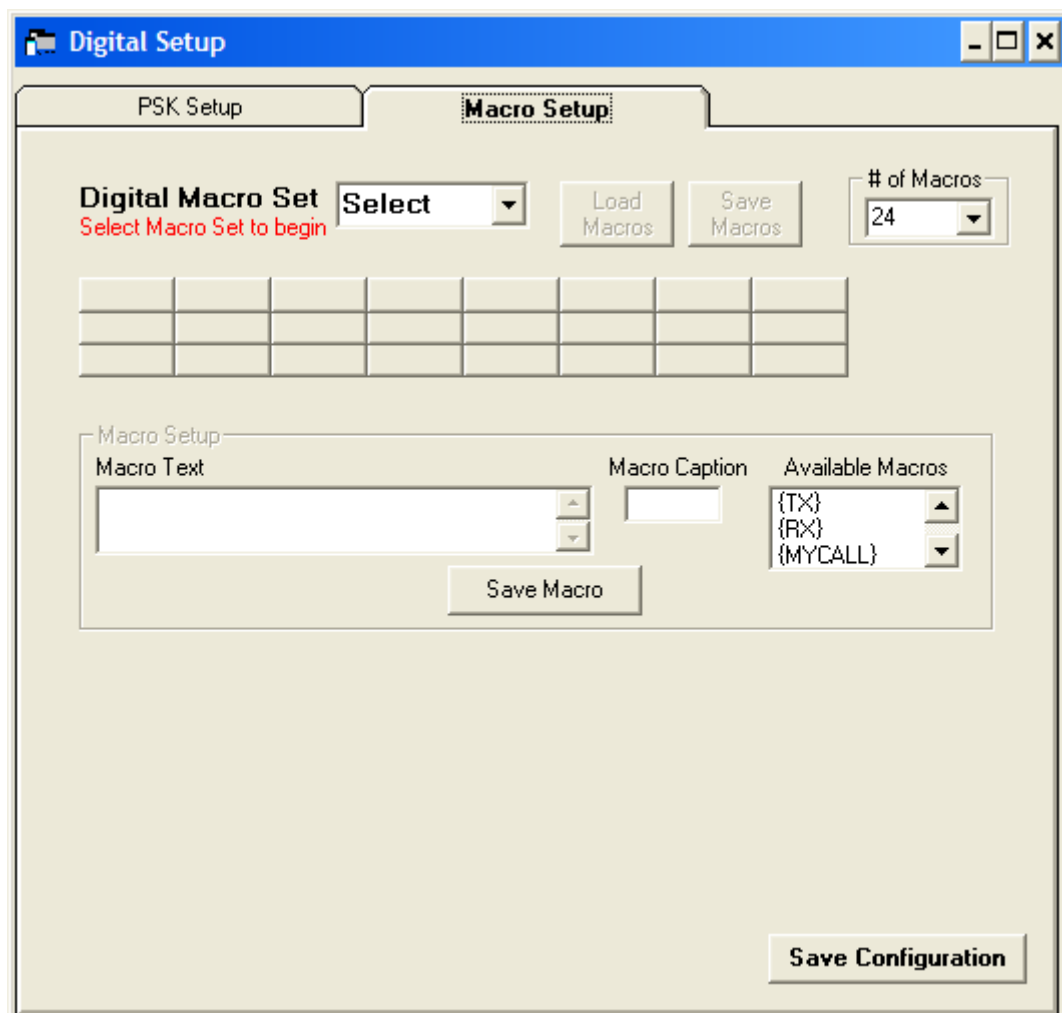 Digital Setup
PSK Setup
Macro Setup
Digital Macro Set
Select
Select Macro Set to begin
Load
Macros
Save
Macros
# of Macros
24
Macro Setup
Macro Text
Macro Caption
Available Macros
{TX}
{RX}
{MYCALL}
Save Macro
Save Configuration